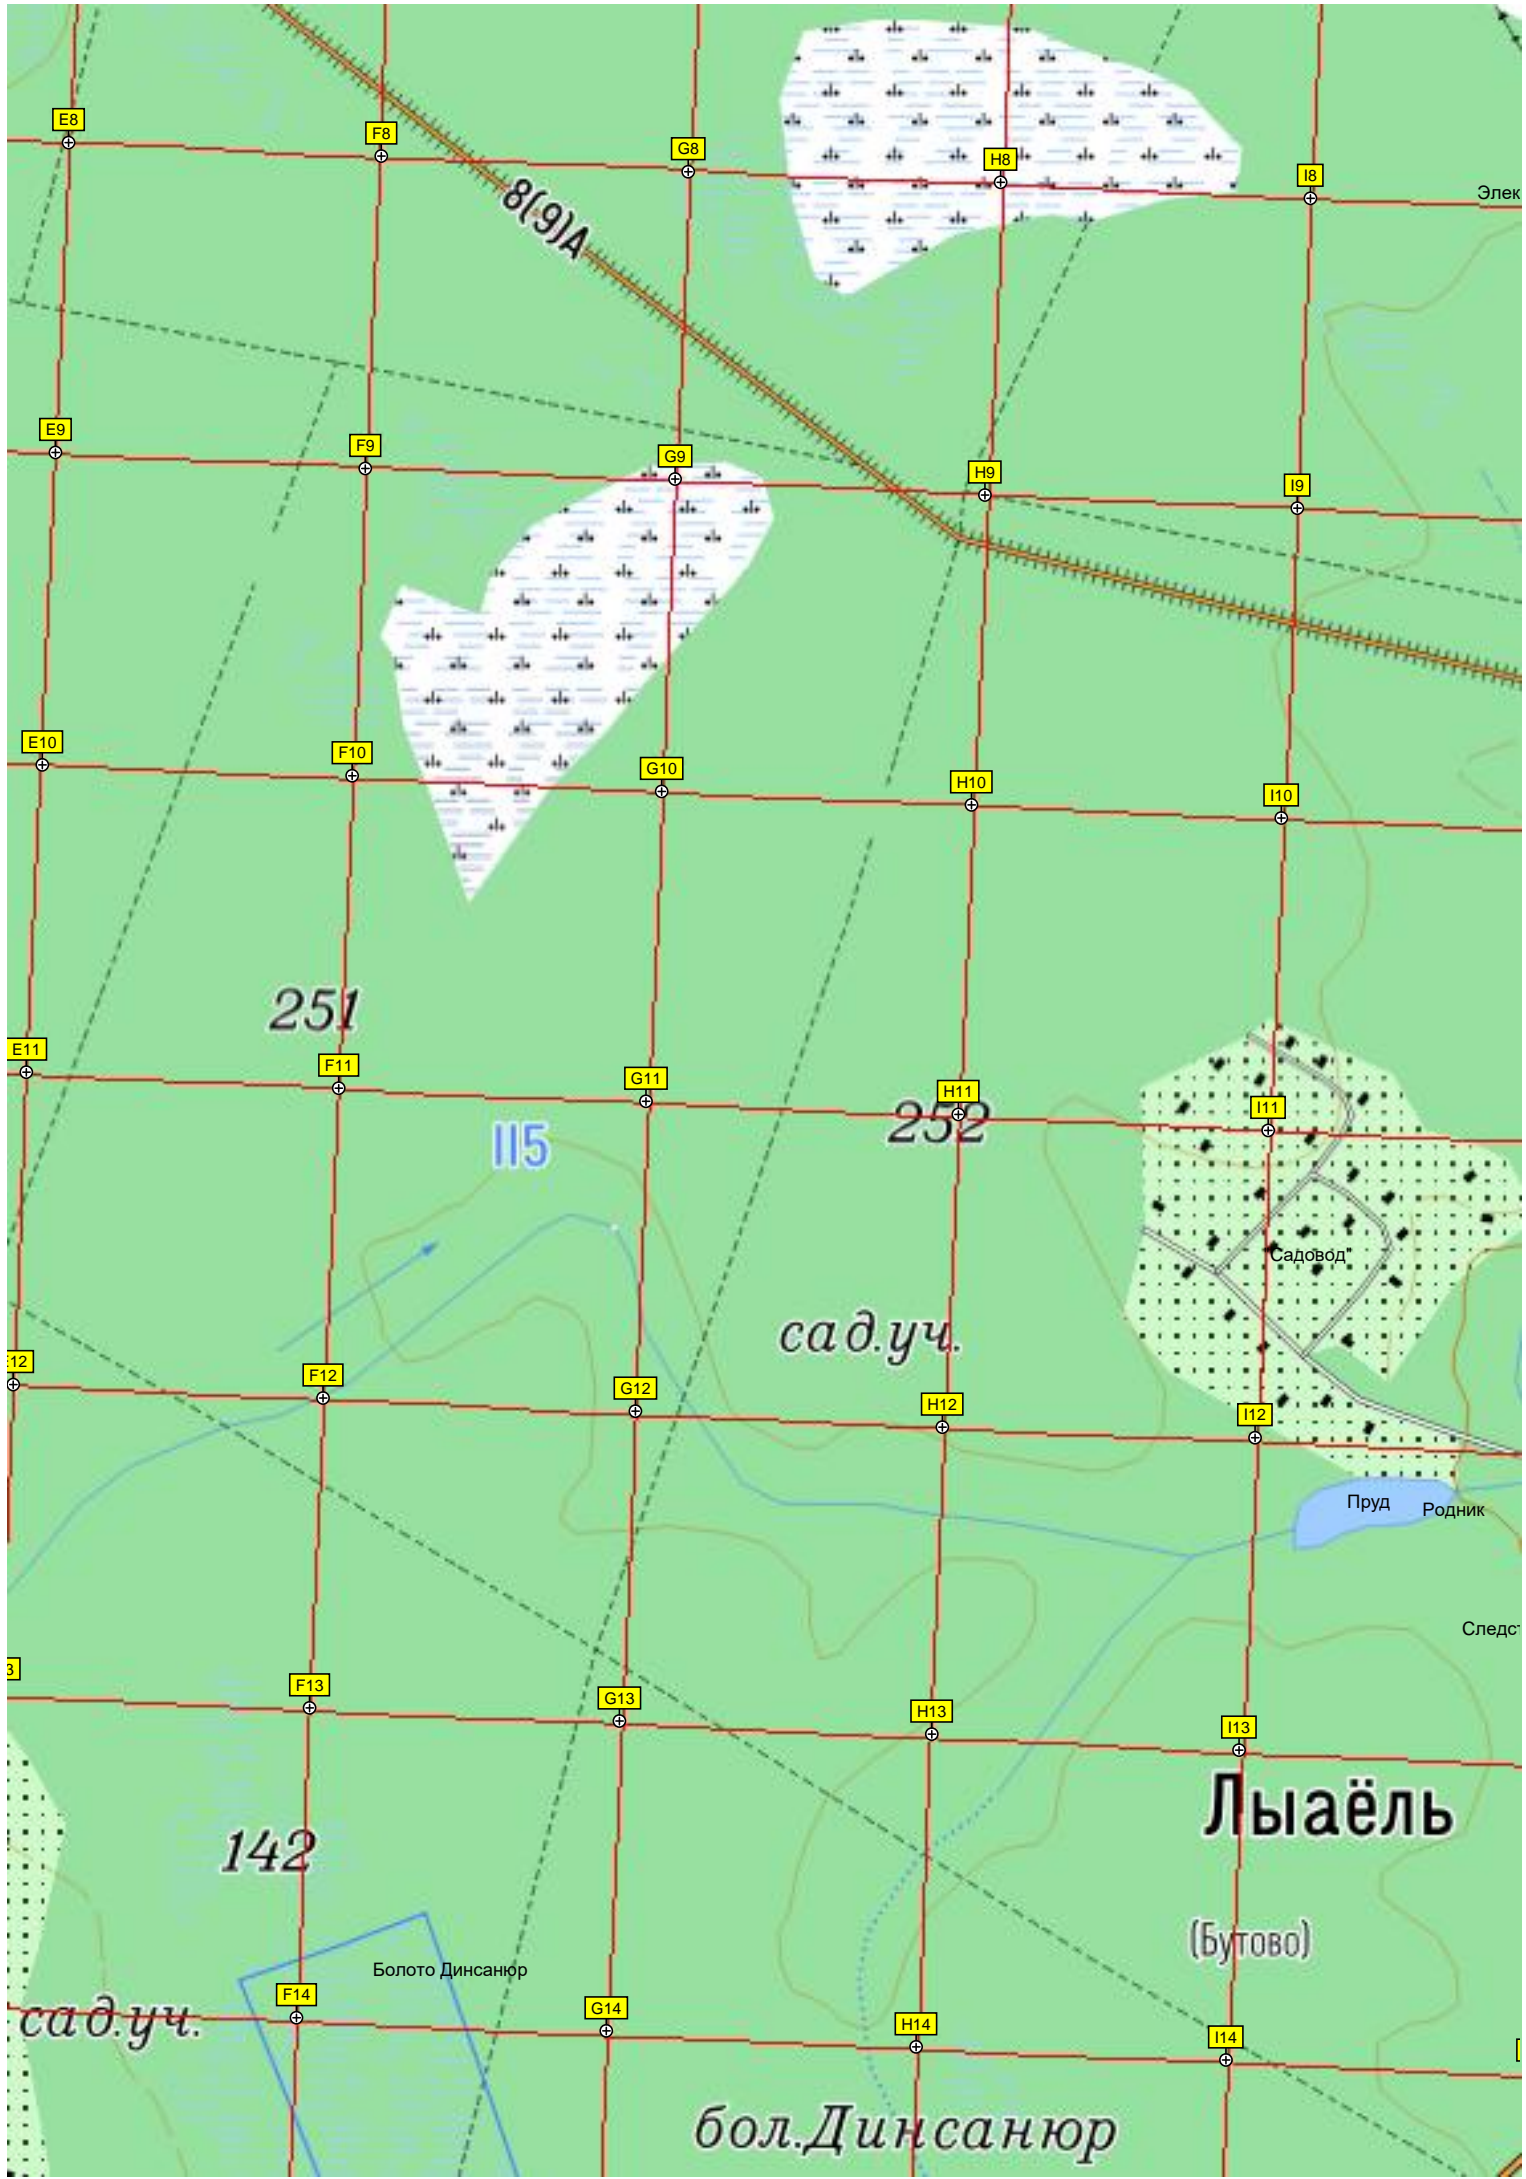 E8
F8
G8
H8
I8
Элек
8(9)А
E9
F9
G9
H9
I9
E10
F10
G10
H10
I10
251
E11
F11
G11
H11
I11
252
115
Садовод
сад.уч.
E12
F12
G12
H12
I12
Пруд
Родник
Следс
3
F13
G13
H13
I13
Лыаёль
142
(Бутово)
Болото Динсанюр
сад.уч.
F14
G14
H14
I14
бол.Динсанюр